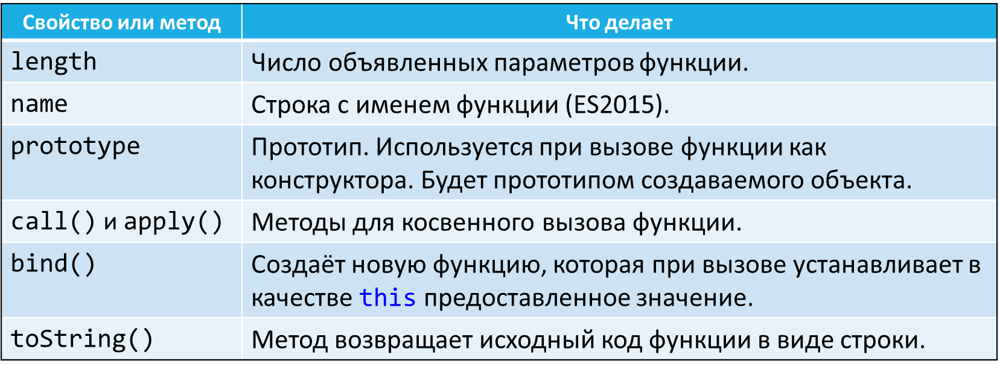 Свойство или метод
Что делает
length
Число объявленных параметров функции.
name
Строка с именем функции (ES2015).
prototype
Прототип. Используется при вызове функции как
конструктора. Будет прототипом создаваемого объекта.
call() и apply()
Методы для косвенного вызова функции.
bind()
Создаёт новую функцию, которая при вызове устанавливает в
качестве this предоставленное значение.
toString()
Метод возвращает исходный код функции в виде строки.